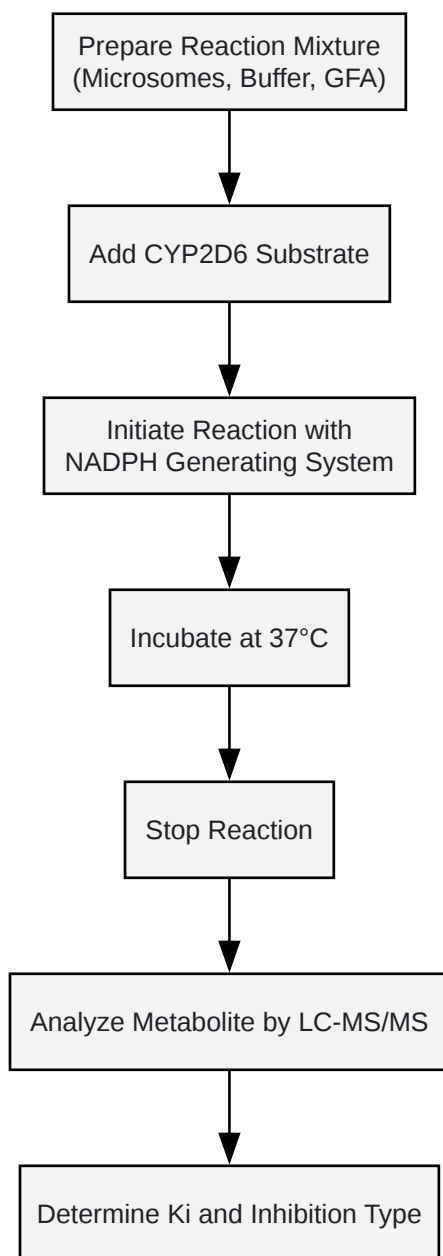 Prepare Reaction Mixture
(Microsomes, Buffer, GFA)
Add CYP2D6 Substrate
Initiate Reaction with
NADPH Generating System
Incubate at 37°C
Stop Reaction
Analyze Metabolite by LC-MS/MS
Determine Ki and Inhibition Type